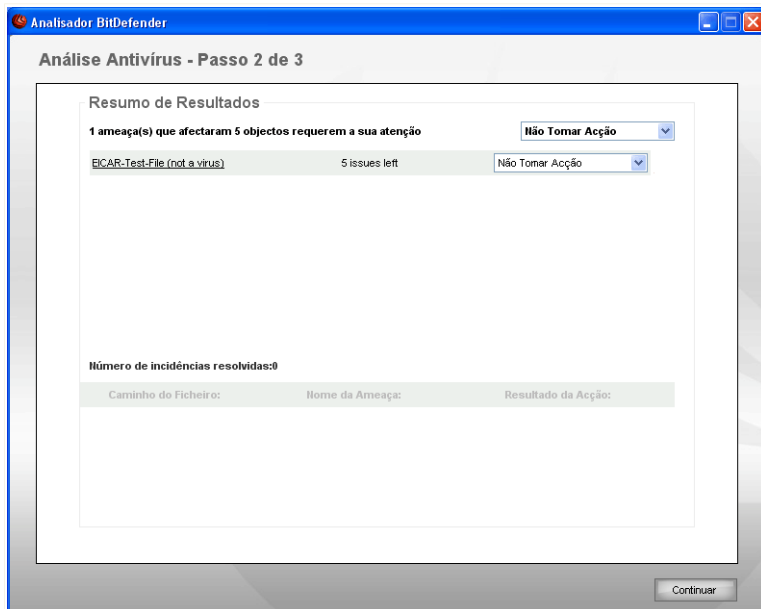 Analisador BitDefender
Análise Antivírus - Passo 2 de 3
Resumo de Resultados
1 ameaça(s) que afectaram 5 objectos requerem a sua atenção Não Tomar Acção
EICAR-Test-File (not a virus) 5 issues left Não Tomar Acção
Número de incidências resolvidas:0
Caminho do Ficheiro: Nome da Ameaça: Resultado da Acção:
Continuar